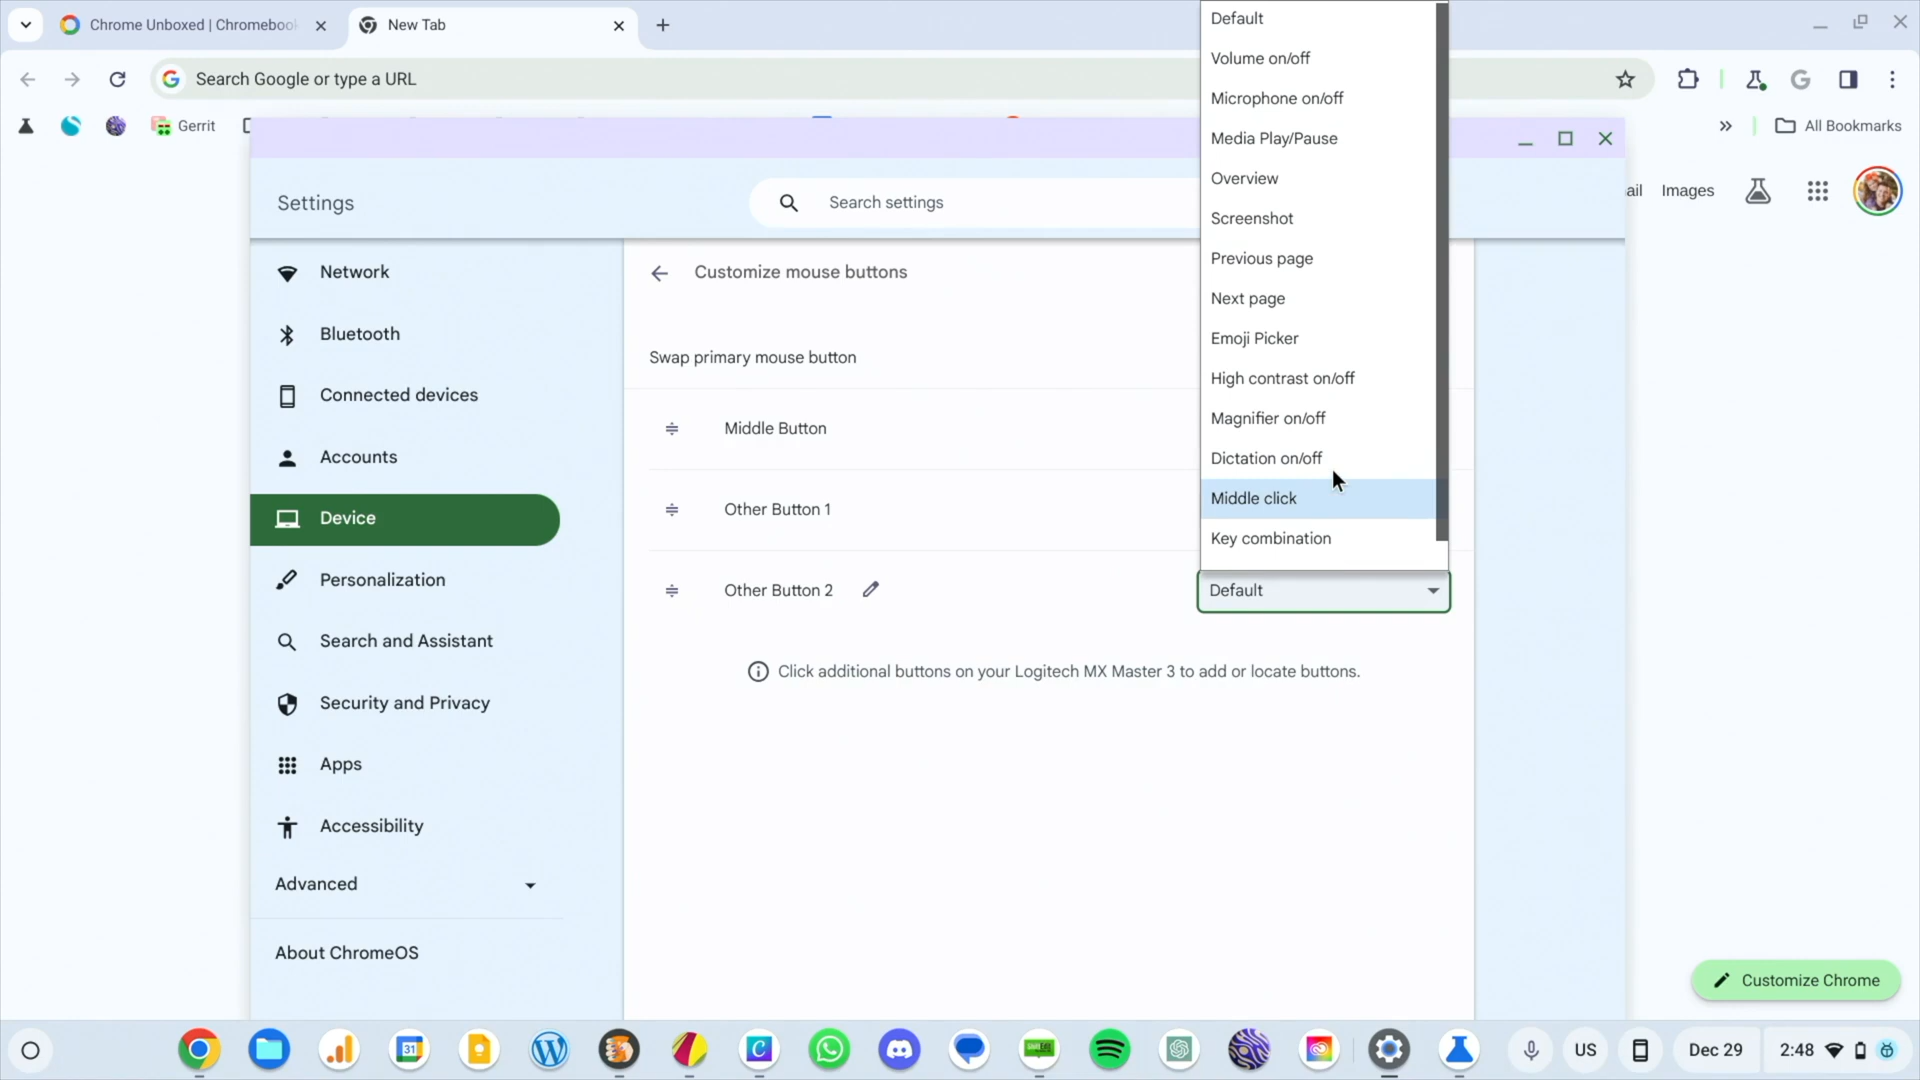 Chrome Unboxed | Chromeboo
New Tab
Search Google or type a URL
Gerrit
All Bookmarks
ail
Images
Settings
Search settings
Network
Bluetooth
Connected devices
Accounts
Device
Personalization
Search and Assistant
Security and Privacy
Apps
Accessibility
Advanced
About ChromeOS
Customize mouse buttons
Swap primary mouse button
Middle Button
Other Button 1
Other Button 2
Default
Volume on/off
Microphone on/off
Media Play/Pause
Overview
Screenshot
Previous page
Next page
Emoji Picker
High contrast on/off
Magnifier on/off
Dictation on/off
Middle click
Key combination
Default
Click additional buttons on your Logitech MX Master 3 to add or locate buttons.
Customize Chrome
31
US
Dec 29
2:48